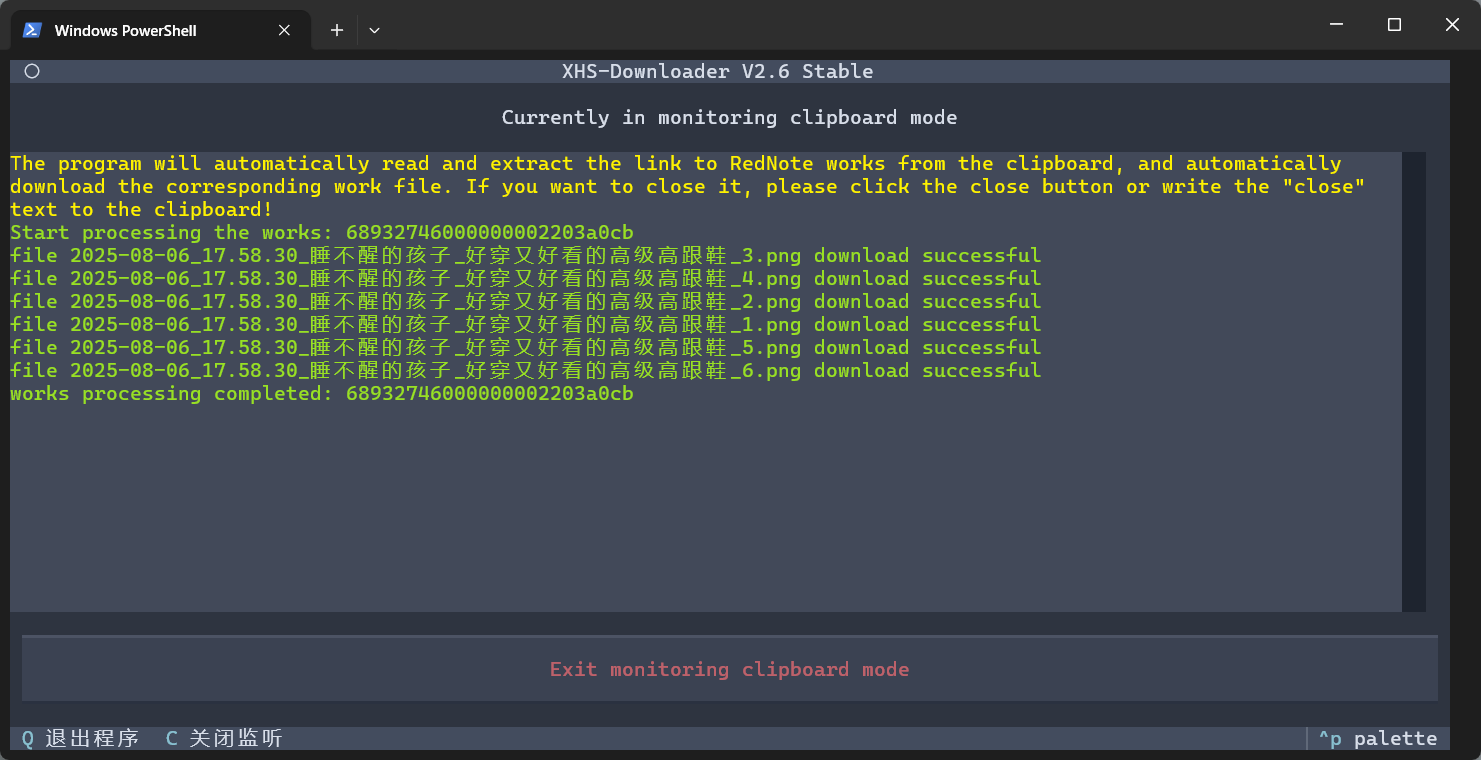 Windows PowerShell
XHS-Downloader V2.6 Stable
Currently in monitoring clipboard mode
The program will automatically read and extract the link to RedNote works from the clipboard, and automatically
download the corresponding work file. If you want to close it, please click the close button or write the "close"
text to the clipboard!
Start processing the works: 689327460000000002203a0cb
file 2025-08-06_17.58.30_睡不醒的孩子_好穿又好看的高级高跟鞋_3.png download successful
file 2025-08-06_17.58.30_睡不醒的孩子_好穿又好看的高级高跟鞋_4.png download successful
file 2025-08-06_17.58.30_睡不醒的孩子_好穿又好看的高级高跟鞋_2.png download successful
file 2025-08-06_17.58.30_睡不醒的孩子_好穿又好看的高级高跟鞋_1.png download successful
file 2025-08-06_17.58.30_睡不醒的孩子_好穿又好看的高级高跟鞋_5.png download successful
file 2025-08-06_17.58.30_睡不醒的孩子_好穿又好看的高级高跟鞋_6.png download successful
works processing completed: 689327460000000002203a0cb
Exit monitoring clipboard mode
Q 退出程序 C 关闭监听 ^p palette